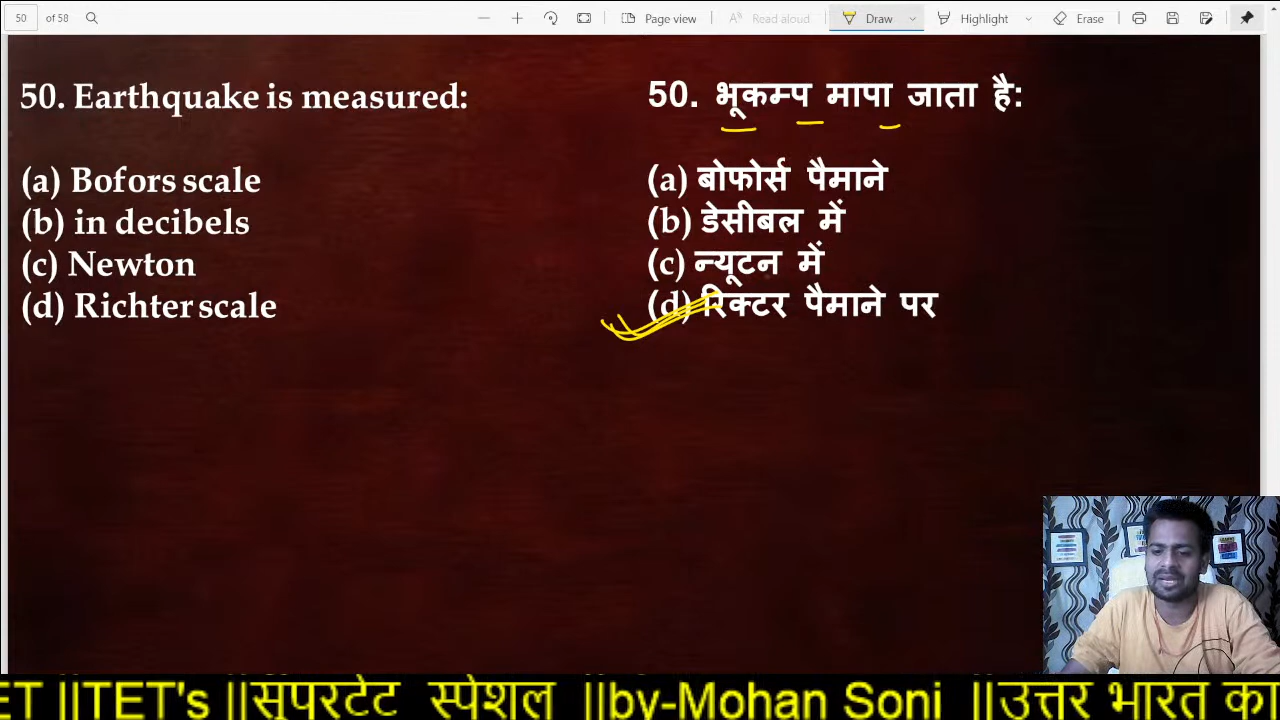 50 of 58 Page view Read aloud Draw Highlight Erase
50. Earthquake is measured:
(a) Bofors scale
(b) in decibels
(c) Newton
(d) Richter scale
50. भूकम्प मापा जाता है:
(a) बोफोर्स पैमाने
(b) डेसीबल में
(c) न्यूटन में
(d) रिक्टर पैमाने पर
ET ||TET's ||सुपरटेट स्पेशल ||by-Mohan Soni ||उत्तर भारत का